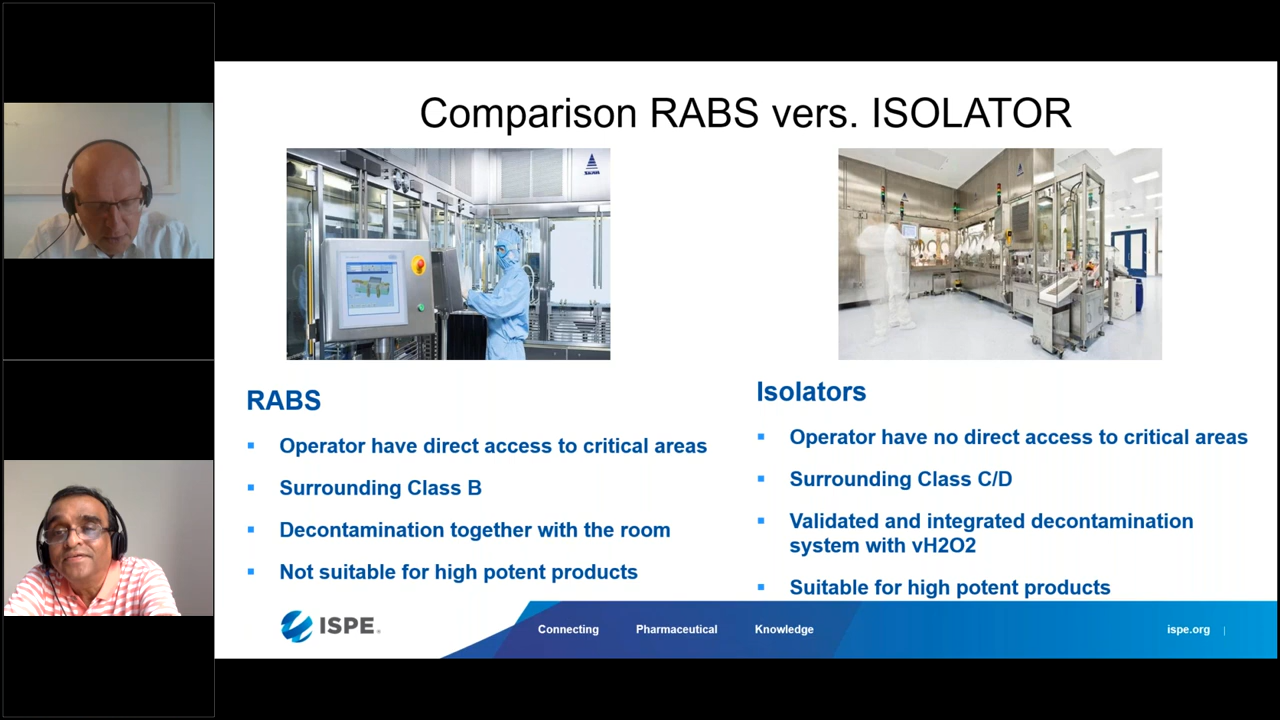 Comparison RABS vers. ISOLATOR
RABS
Operator have direct access to critical areas
Surrounding Class B
Decontamination together with the room
Not suitable for high potent products
Isolators
Operator have no direct access to critical areas
Surrounding Class C/D
Validated and integrated decontamination
system with vH2O2
Suitable for high potent products
ISPE®
Connecting
Pharmaceutical
Knowledge
ispe.org